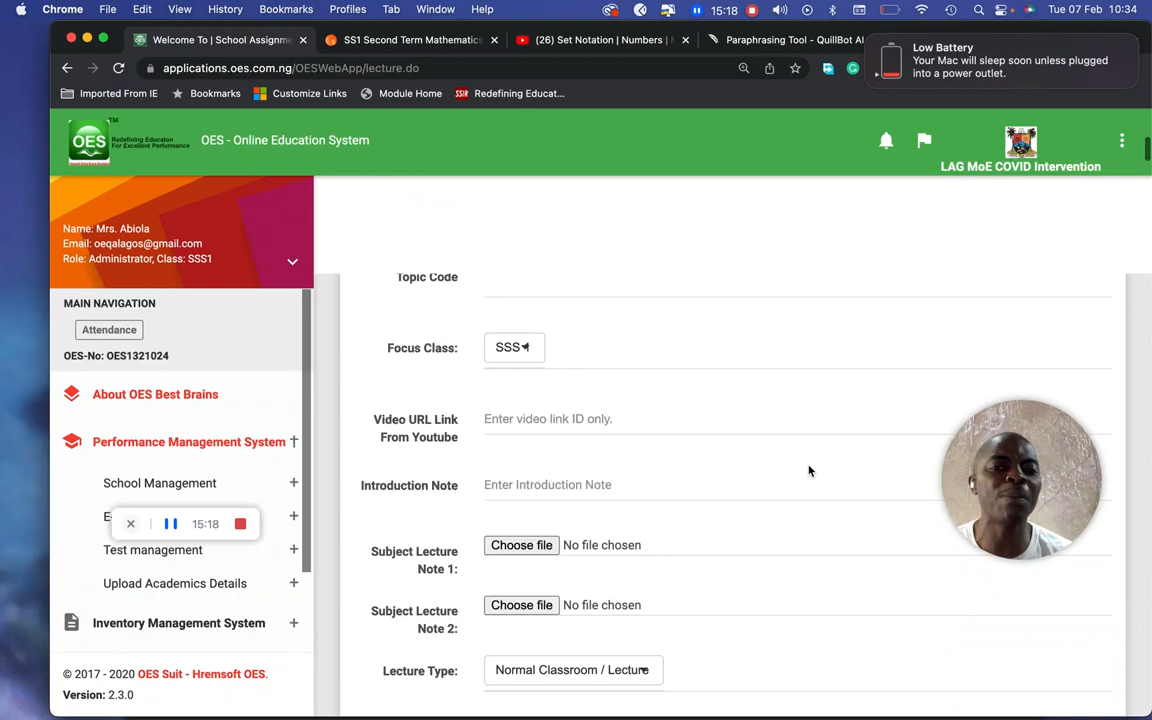 Chrome File Edit View History Bookmarks Profiles Tab Window Help 15:18 Tue 07 Feb 10:34
Welcome To | School Assignme
SS1 Second Term Mathematics
(26) Set Notation | Numbers | M
Paraphrasing Tool - QuillBot AI
Low Battery
Your Mac will sleep soon unless plugged
into a power outlet.
applications.oes.com.ng/OESWebApp/lecture.do
Imported From IE Bookmarks Customize Links Module Home SSIR Redefining Educat...
OES TM
Redefining Educaton
For Excellent Performance
OES - Online Education System
LAG MoE COVID Intervention
Name: Mrs. Abiola
Email: oeqalagos@gmail.com
Role: Administrator, Class: SSS1
MAIN NAVIGATION
Attendance
OES-No: OES1321024
About OES Best Brains
Performance Management System
School Management +
E +
15:18
Test management +
Upload Academics Details +
Inventory Management System +
© 2017 - 2020 OES Suit - Hremsoft OES.
Version: 2.3.0
Topic Code
Focus Class: SSS 1
Video URL Link
From Youtube
Enter video link ID only.
Introduction Note Enter Introduction Note
Subject Lecture
Note 1:
Choose file No file chosen
Subject Lecture
Note 2:
Choose file No file chosen
Lecture Type: Normal Classroom / Lecture